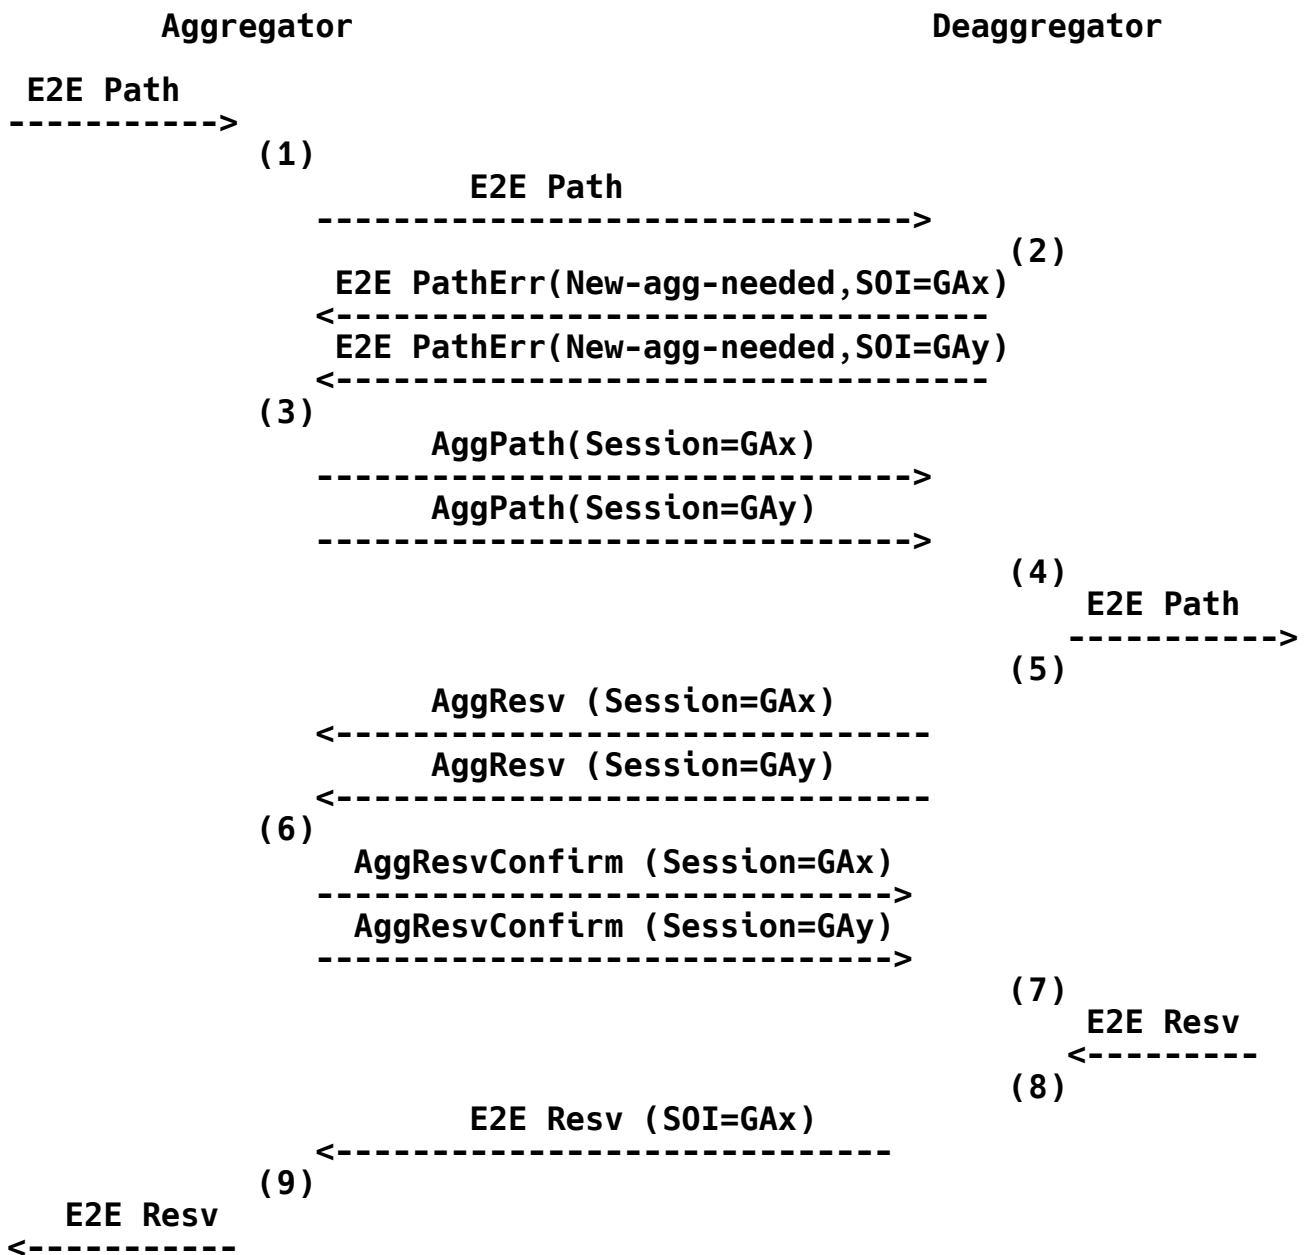 Aggregator                              Deaggregator
E2E Path
----------->
(1)
E2E Path
------------------------------->
(2)
E2E PathErr(New-agg-needed,SOI=GAx)
<----------------------------------
E2E PathErr(New-agg-needed,SOI=GAy)
<----------------------------------
(3)
AggPath(Session=GAx)
------------------------------->
AggPath(Session=GAy)
------------------------------->
(4)
E2E Path
----------->
(5)
AggResv (Session=GAx)
<-------------------------------
AggResv (Session=GAy)
<-------------------------------
(6)
AggResvConfirm (Session=GAx)
------------------------------>
AggResvConfirm (Session=GAy)
------------------------------>
(7)
E2E Resv
<---------
(8)
E2E Resv (SOI=GAx)
<-----------------------------
(9)
E2E Resv
<-----------